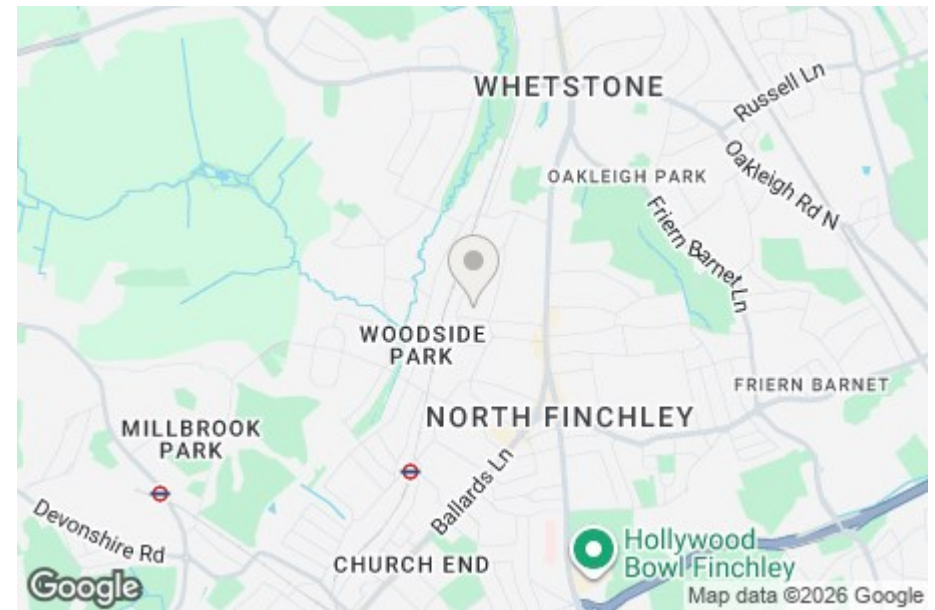 WHETSTONE
Russell Ln
Oakleigh Rd N
OAKLEIGH PARK
Friern Barnet Ln
WOODSIDE
PARK
FRIERN BARNET
NORTH FINCHLEY
MILLBROOK
PARK
Ballards Ln
Devonshire Rd
CHURCH END
Hollywood
Bowl Finchley
Google
Map data ©2026 Google